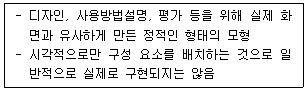 - 디자인, 사용방법설명, 평가 등을 위해 실제 화
면과 유사하게 만든 정적인 형태의 모형
- 시각적으로만 구성 요소를 배치하는 것으로 일
반적으로 실제로 구현되지는 않음